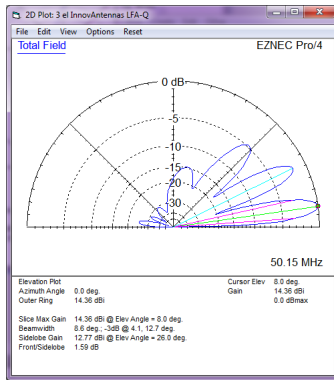 2D Plot: 3 el InnovAntennas LFA-Q
File Edit View Options Reset
Total Field EZNEC Pro/4
0 dB
-5
-10
-15
-20
-30
50.15 MHz
Elevation Plot Cursor Elev 8.0 deg.
Azimuth Angle 0.0 deg. Gain 14.36 dBi
Outer Ring 14.36 dBi 0.0 dBmax
Slice Max Gain 14.36 dBi @ Elev Angle = 8.0 deg.
Beamwidth 8.6 deg.; -3dB @ 4.1, 12.7 deg.
Sidelobe Gain 12.77 dBi @ Elev Angle = 26.0 deg.
Front/Sidelobe 1.59 dB